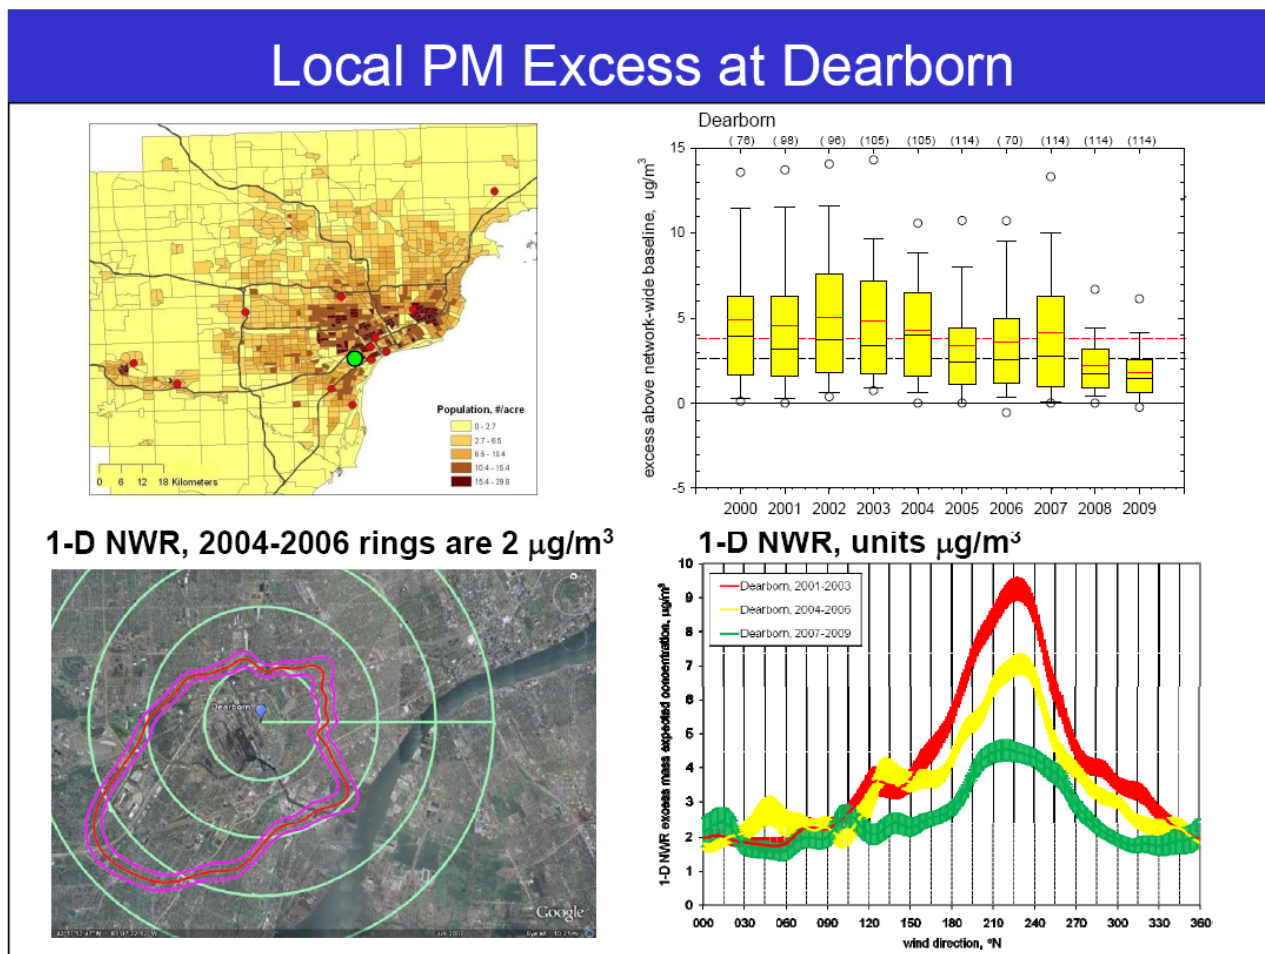 Local PM Excess at Dearborn
Population, #/acre
0 - 2.7
2.7 - 6.5
6.5 - 10.4
10.4 - 15.4
15.4 - 29.8
0 6 12 18 Kilometers
Dearborn
(76) (98) (96) (105) (105) (114) (70) (114) (114) (114)
excess above network-wide baseline, ug/m³
15
10
5
0
-5
2000 2001 2002 2003 2004 2005 2006 2007 2008 2009
1-D NWR, 2004-2006 rings are 2 μg/m³
Dearborn
Google
1-D NWR, units μg/m³
1-D NWR excess mass expected concentration, μg/m³
10
9
8
7
6
5
4
3
2
1
0
Dearborn, 2001-2003
Dearborn, 2004-2006
Dearborn, 2007-2009
000 030 060 090 120 150 180 210 240 270 300 330 360
wind direction, °N